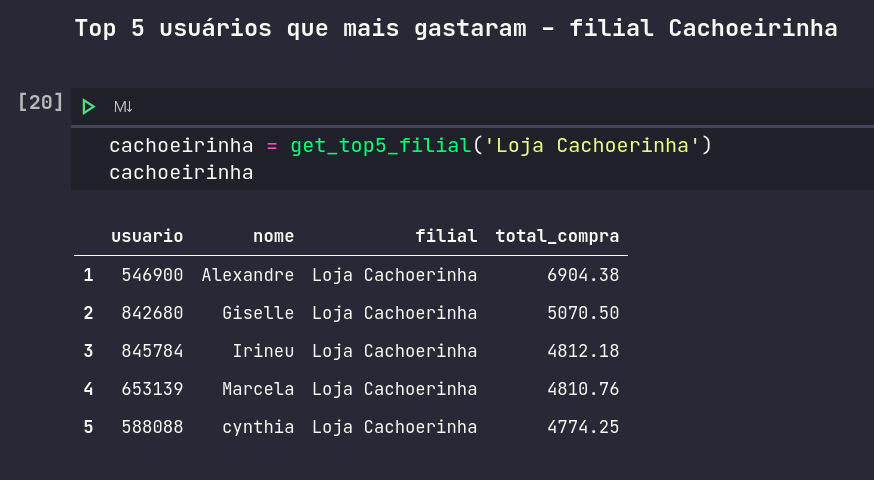 Top 5 usuários que mais gastaram - filial Cachoeirinha
[20]
M↓
cachoeirinha = get_top5_filial('Loja Cachoerinha')
cachoeirinha
usuario nome filial total_compra
1 546900 Alexandre Loja Cachoerinha 6904.38
2 842680 Giselle Loja Cachoerinha 5070.50
3 845784 Irineu Loja Cachoerinha 4812.18
4 653139 Marcela Loja Cachoerinha 4810.76
5 588088 cynthia Loja Cachoerinha 4774.25